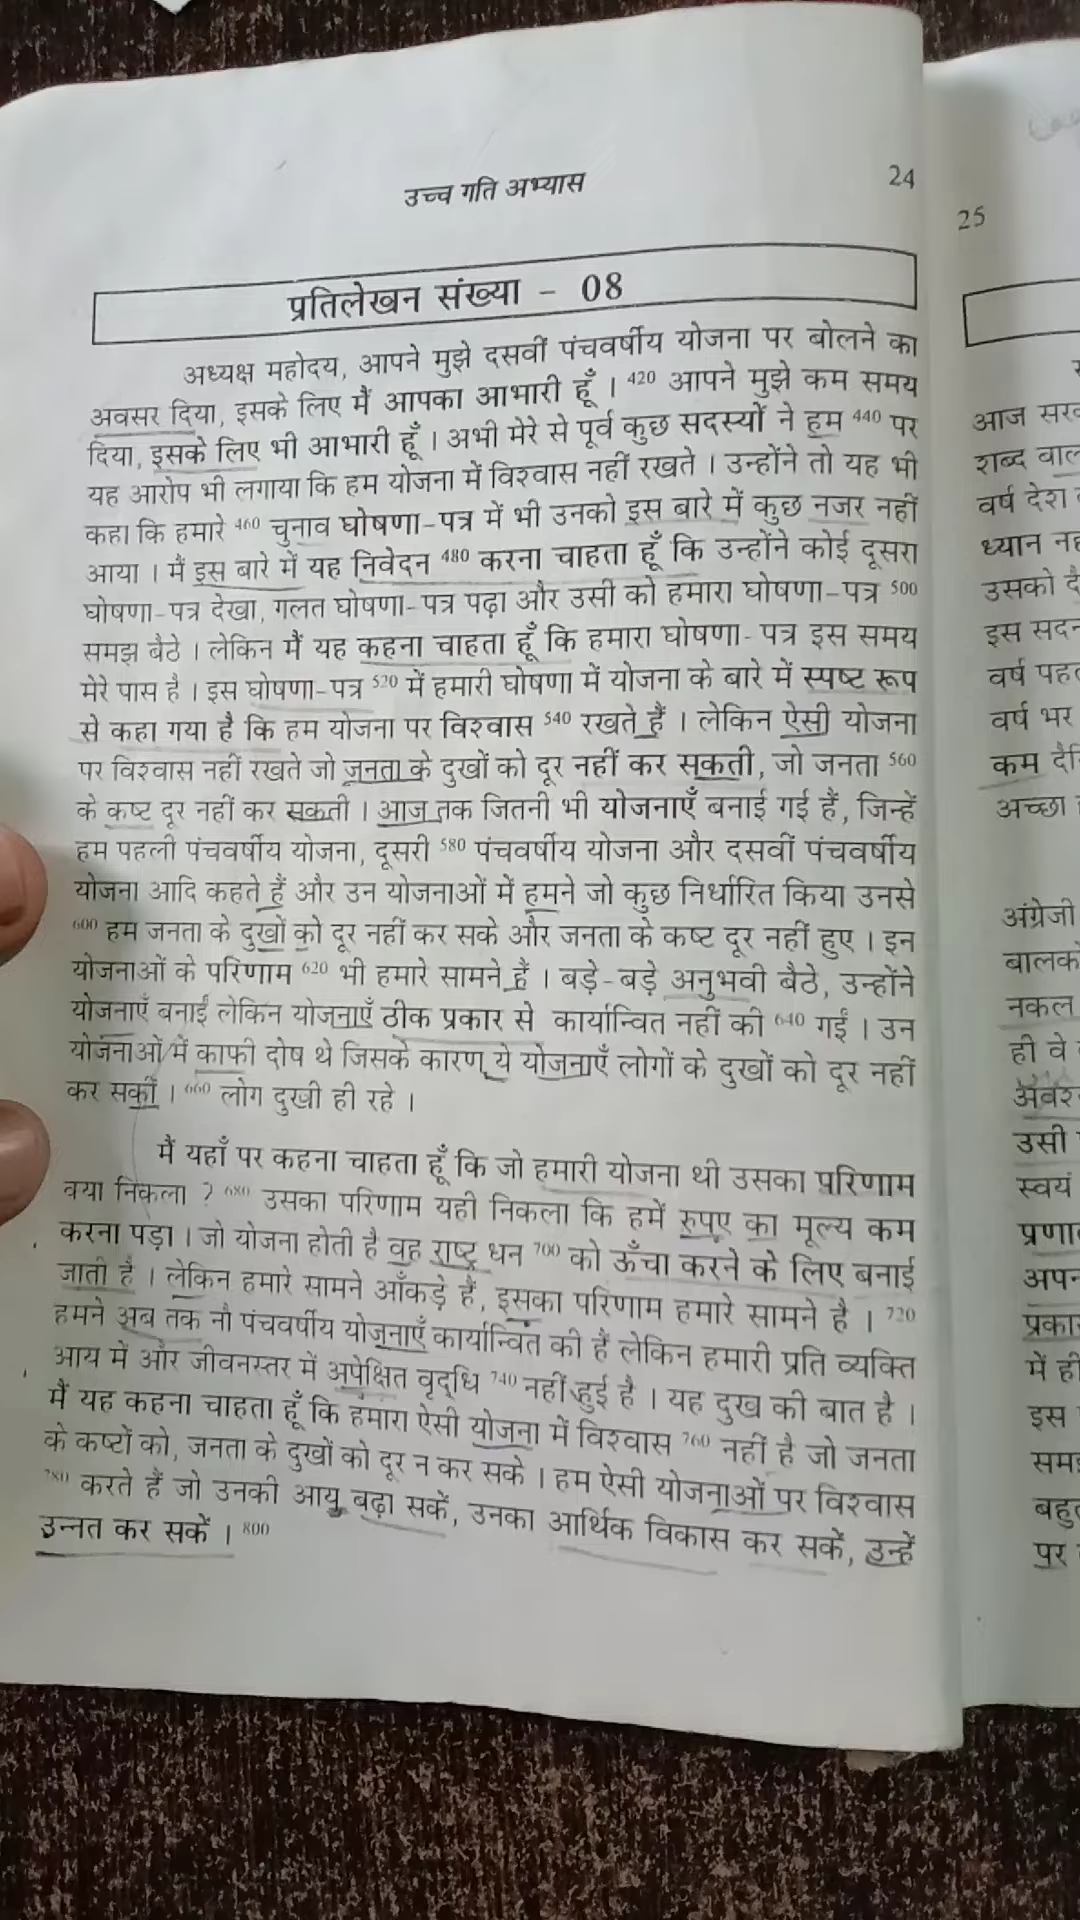 उच्च गति अभ्यास
24
प्रतिलेखन संख्या - 08
अध्यक्ष महोदय, आपने मुझे दसवीं पंचवर्षीय योजना पर बोलने का
अवसर दिया, इसके लिए मैं आपका आभारी हूँ । 420 आपने मुझे कम समय
दिया, इसके लिए भी आभारी हूँ । अभी मेरे से पूर्व कुछ सदस्यों ने हम 440 पर
यह आरोप भी लगाया कि हम योजना में विश्वास नहीं रखते । उन्होंने तो यह भी
कहा कि हमारे 460 चुनाव घोषणा-पत्र में भी उनको इस बारे में कुछ नजर नहीं
आया । मैं इस बारे में यह निवेदन 480 करना चाहता हूँ कि उन्होंने कोई दूसरा
घोषणा-पत्र देखा, गलत घोषणा-पत्र पढ़ा और उसी को हमारा घोषणा-पत्र 500
समझ बैठे । लेकिन मैं यह कहना चाहता हूँ कि हमारा घोषणा-पत्र इस समय
मेरे पास है । इस घोषणा-पत्र 520 में हमारी घोषणा में योजना के बारे में स्पष्ट रूप
से कहा गया है कि हम योजना पर विश्वास 540 रखते हैं । लेकिन ऐसी योजना
पर विश्वास नहीं रखते जो जनता के दुखों को दूर नहीं कर सकती, जो जनता 560
के कष्ट दूर नहीं कर सकती । आज तक जितनी भी योजनाएँ बनाई गई हैं, जिन्हें
हम पहली पंचवर्षीय योजना, दूसरी 580 पंचवर्षीय योजना और दसवीं पंचवर्षीय
योजना आदि कहते हैं और उन योजनाओं में हमने जो कुछ निर्धारित किया उनसे
600 हम जनता के दुखों को दूर नहीं कर सके और जनता के कष्ट दूर नहीं हुए । इन
योजनाओं के परिणाम 620 भी हमारे सामने हैं । बड़े-बड़े अनुभवी बैठे, उन्होंने
योजनाएँ बनाईं लेकिन योजनाएँ ठीक प्रकार से कार्यान्वित नहीं की 640 गईं । उन
योजनाओं में काफी दोष थे जिसके कारण ये योजनाएँ लोगों के दुखों को दूर नहीं
कर सकीं । 660 लोग दुखी ही रहे ।
मैं यहाँ पर कहना चाहता हूँ कि जो हमारी योजना थी उसका परिणाम
क्या निकला ? 680 उसका परिणाम यही निकला कि हमें रुपए का मूल्य कम
करना पड़ा । जो योजना होती है वह राष्ट्र धन 700 को ऊँचा करने के लिए बनाई
जाती है । लेकिन हमारे सामने आँकड़े हैं, इसका परिणाम हमारे सामने है । 720
हमने अब तक नौ पंचवर्षीय योजनाएँ कार्यान्वित की हैं लेकिन हमारी प्रति व्यक्ति
आय में और जीवनस्तर में अपेक्षित वृद्धि 740 नहीं हुई है । यह दुख की बात है ।
मैं यह कहना चाहता हूँ कि हमारा ऐसी योजना में विश्वास 760 नहीं है जो जनता
के कष्टों को, जनता के दुखों को दूर न कर सके । हम ऐसी योजनाओं पर विश्वास
780 करते हैं जो उनकी आयु बढ़ा सकें, उनका आर्थिक विकास कर सकें, उन्हें
उन्नत कर सकें । 800
25
आज
शब्द
वर्ष देश
ध्यान
उसको
इस सदन
वर्ष
वर्ष भर
कम
अच्छा
अंग्रेजी
नकल
ही वे
उसी
स्वयं
में ही
इस
पर